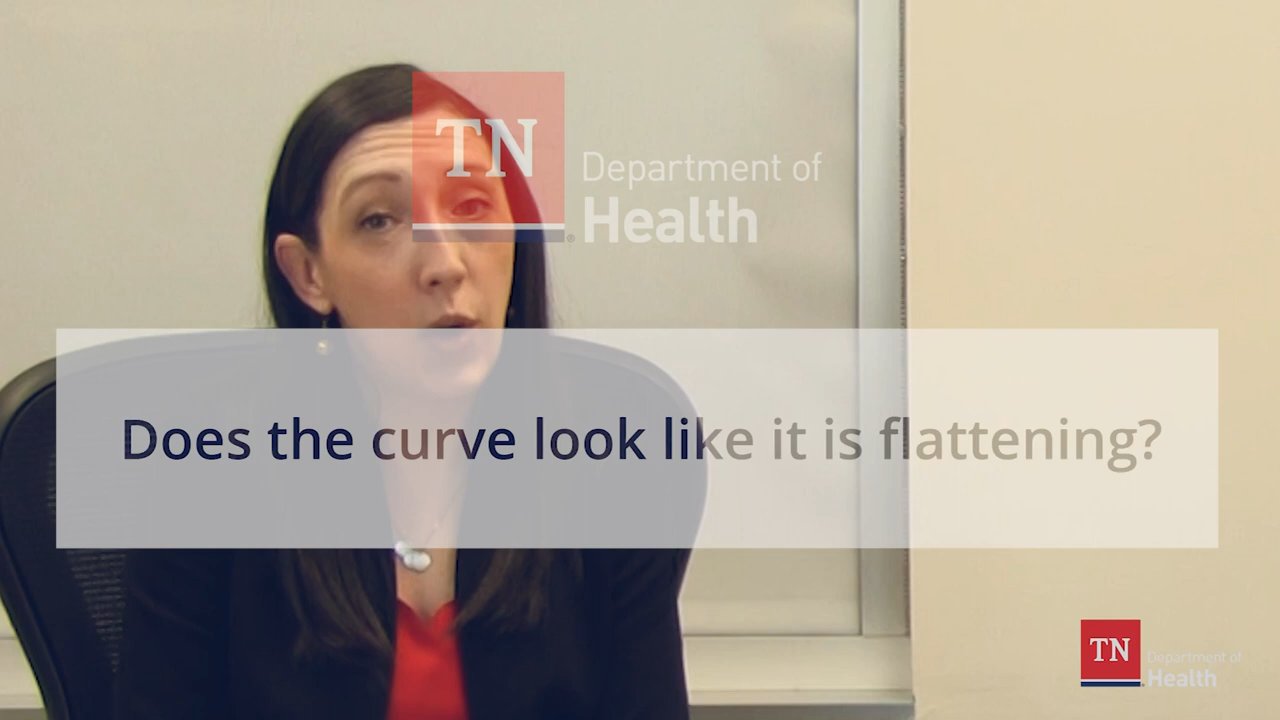 TN
Department of
Health
Does the curve look like it is flattening?
TN
Department of
Health